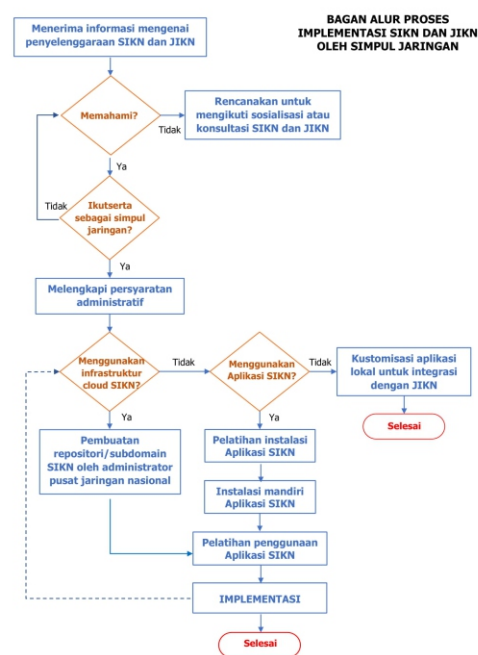 BAGAN ALUR PROSES
IMPLEMENTASI SIKN DAN JIKN
OLEH SIMPUL JARINGAN
Menerima informasi mengenai
penyelenggaraan SIKN dan JIKN
Memahami?
Tidak
Rencanakan untuk
mengikuti sosialisasi atau
konsultasi SIKN dan JIKN
Ya
Tidak
Ikutserta
sebagai simpul
jaringan?
Ya
Melengkapi persyaratan
administratif
Menggunakan
infrastruktur
cloud SIKN?
Tidak
Menggunakan
Aplikasi SIKN?
Tidak
Kustomisasi aplikasi
lokal untuk integrasi
dengan JIKN
Selesai
Ya
Ya
Pembuatan
repositori/subdomain
SIKN oleh administrator
pusat jaringan nasional
Pelatihan instalasi
Aplikasi SIKN
Instalasi mandiri
Aplikasi SIKN
Pelatihan penggunaan
Aplikasi SIKN
IMPLEMENTASI
Selesai